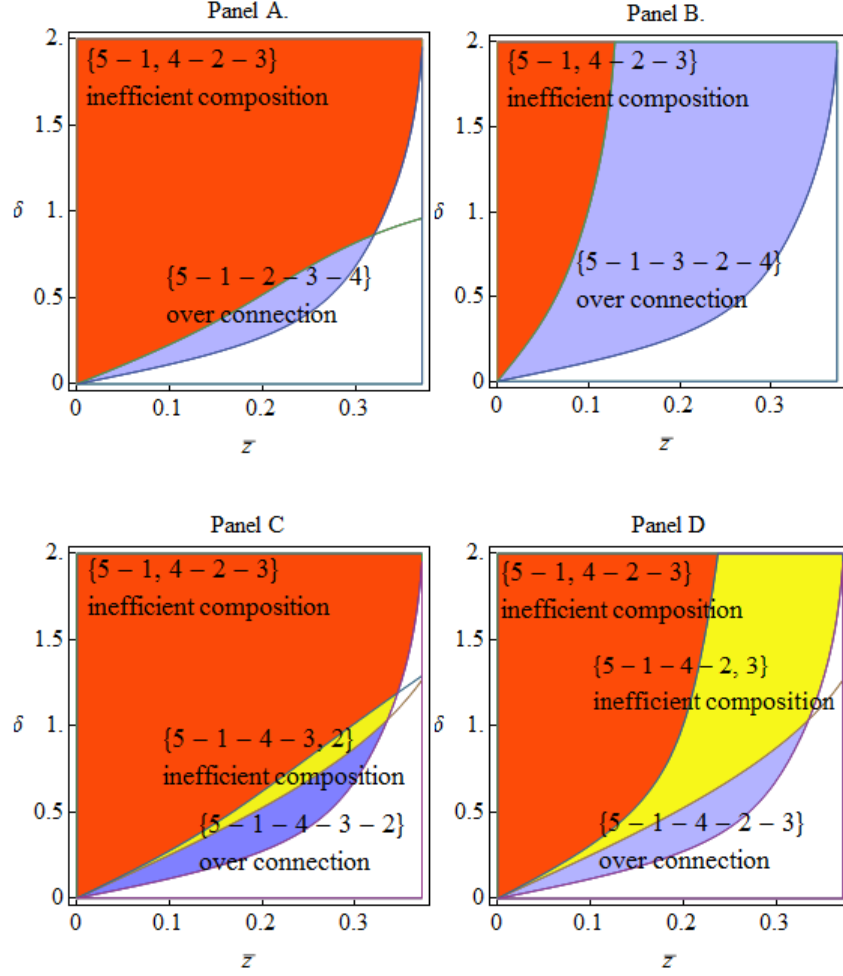 Panel A.
2.
1.5
1.
0.5
0
δ
{5 – 1, 4 – 2 – 3}
inefficient composition
{5 – 1 – 2 – 3 – 4}
over connection
0
0.1
0.2
0.3
z̄
Panel B.
2.
1.5
1.
0.5
0
δ
{5 – 1, 4 – 2 – 3}
inefficient composition
{5 – 1 – 3 – 2 – 4}
over connection
0
0.1
0.2
0.3
z̄
Panel C
2.
1.5
1.
0.5
0
δ
{5 – 1, 4 – 2 – 3}
inefficient composition
{5 – 1 – 4 – 3, 2}
inefficient composition
{5 – 1 – 4 – 3 – 2}
over connection
0
0.1
0.2
0.3
z̄
Panel D
2.
1.5
1.
0.5
0
δ
{5 – 1, 4 – 2 – 3}
inefficient composition
{5 – 1 – 4 – 2, 3}
inefficient composition
{5 – 1 – 4 – 2 – 3}
over connection
0
0.1
0.2
0.3
z̄